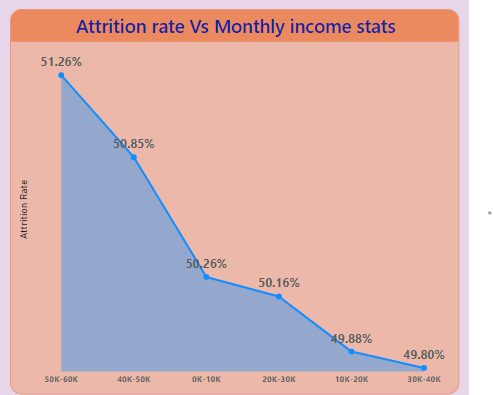 Attrition rate Vs Monthly income stats
51.26%
50.85%
50.26%
50.16%
49.88%
49.80%
Attrition Rate
50K-60K 40K-50K 0K-10K 20K-30K 10K-20K 30K-40K